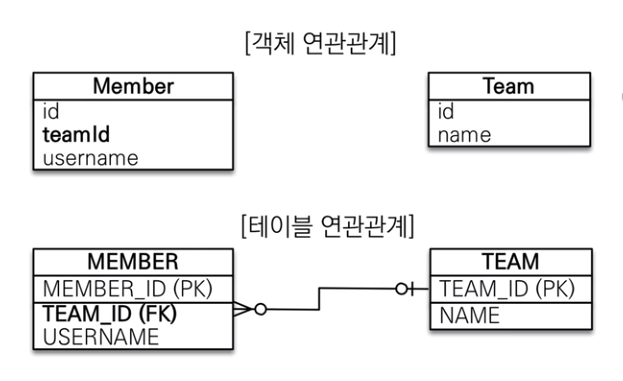 [객체 연관관계]
Member
id
teamId
username
Team
id
name
[테이블 연관관계]
MEMBER
MEMBER_ID (PK)
TEAM_ID (FK)
USERNAME
TEAM
TEAM_ID (PK)
NAME